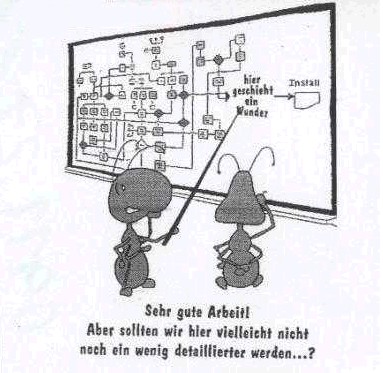 hier
geschieht
ein
Wunder
Install
Sehr gute Arbeit!
Aber sollten wir hier vielleicht nicht
noch ein wenig detaillierter werden...?